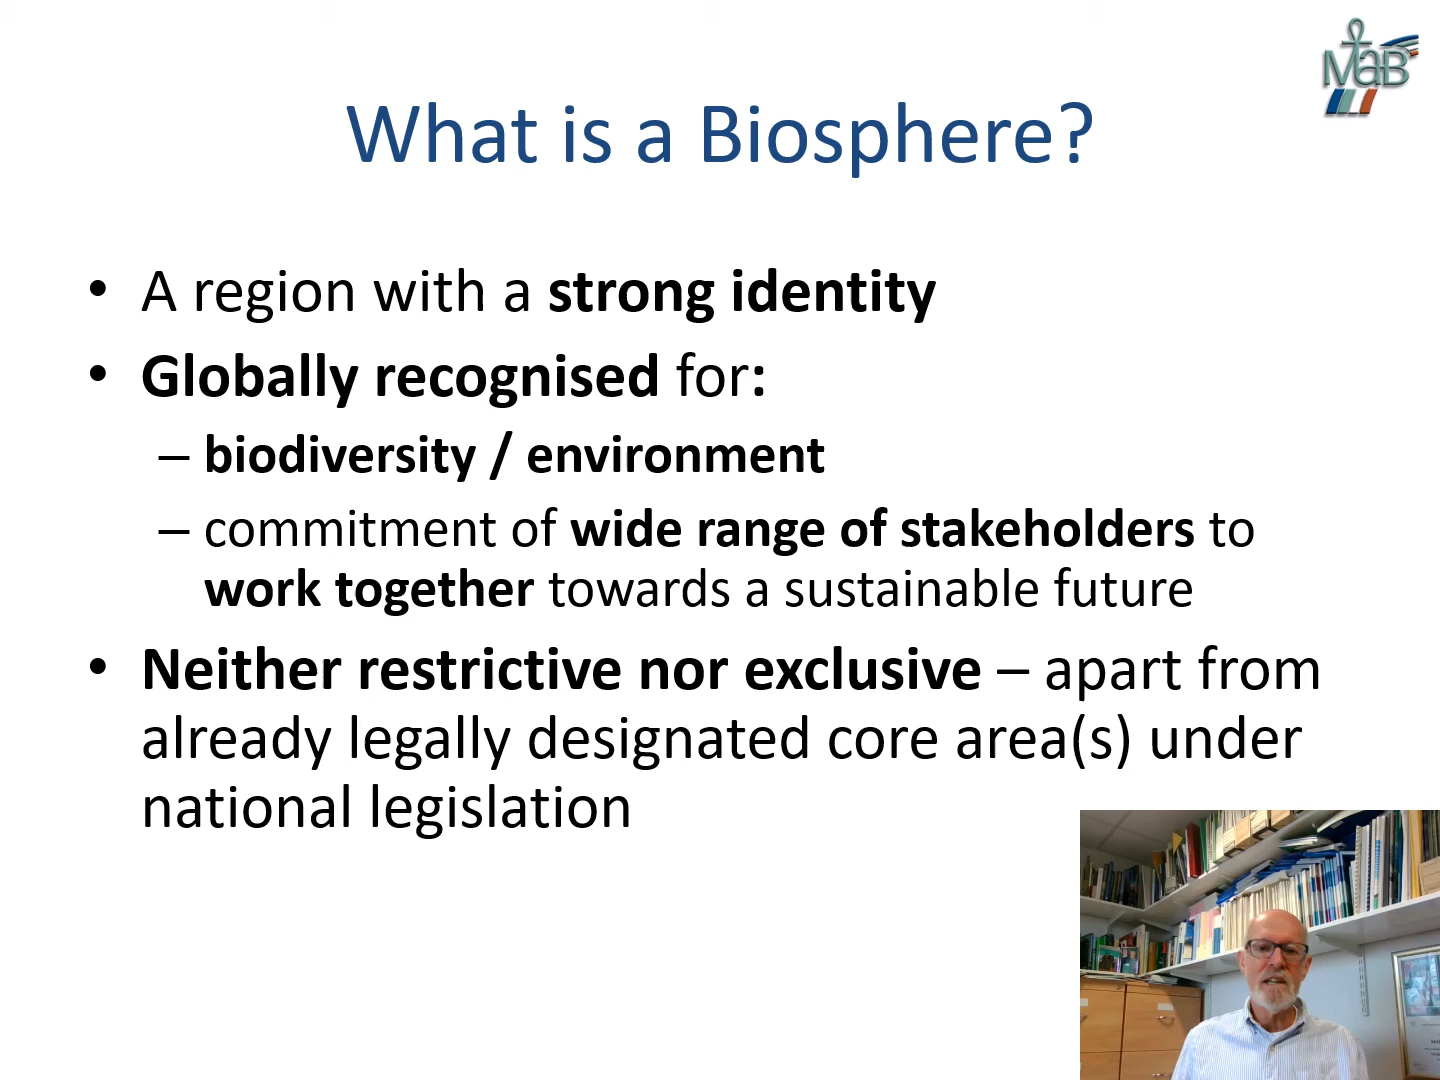 MaB
What is a Biosphere?
• A region with a strong identity
• Globally recognised for:
– biodiversity / environment
– commitment of wide range of stakeholders to
work together towards a sustainable future
• Neither restrictive nor exclusive – apart from
already legally designated core area(s) under
national legislation